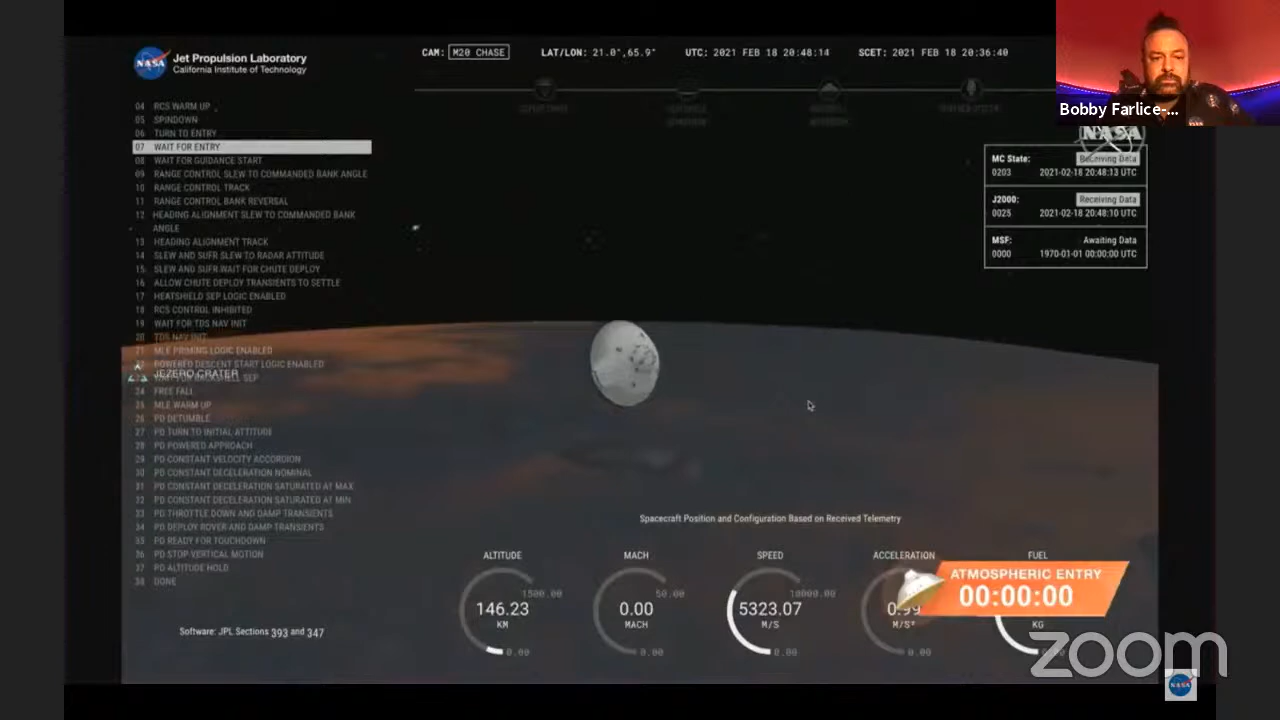 NASA
Jet Propulsion Laboratory
California Institute of Technology
CAM: M20 CHASE LAT/LON: 21.0°,65.9° UTC: 2021 FEB 18 20:48:14 SCET: 2021 FEB 18 20:36:40
Bobby Farlice-...
04 RCS WARM UP
05 SPINDOWN
06 TURN TO ENTRY
07 WAIT FOR ENTRY
08 WAIT FOR GUIDANCE START
09 RANGE CONTROL SLEW TO COMMANDED BANK ANGLE
10 RANGE CONTROL TRACK
11 RANGE CONTROL BANK REVERSAL
12 HEADING ALIGNMENT SLEW TO COMMANDED BANK
ANGLE
13 HEADING ALIGNMENT TRACK
14 SLEW AND SUFR SLEW TO RADAR ATTITUDE
15 SLEW AND SUFR WAIT FOR CHUTE DEPLOY
16 ALLOW CHUTE DEPLOY TRANSIENTS TO SETTLE
17 HEATSHIELD SEP LOGIC ENABLED
18 RCS CONTROL INHIBITED
19 WAIT FOR TDS NAV INIT
20 TDS NAV INIT
21 MLE PRIMING LOGIC ENABLED
22 POWERED DESCENT START LOGIC ENABLED
JEZERO CRATER
23 WAIT FOR BACKSHELL SEP
24 FREE FALL
25 MLE WARM UP
26 PD DETUMBLE
27 PD TURN TO INITIAL ATTITUDE
28 PD POWERED APPROACH
29 PD CONSTANT VELOCITY ACCORDION
30 PD CONSTANT DECELERATION NOMINAL
31 PD CONSTANT DECELERATION SATURATED AT MAX
32 PD CONSTANT DECELERATION SATURATED AT MIN
33 PD THROTTLE DOWN AND DAMP TRANSIENTS
34 PD DEPLOY ROVER AND DAMP TRANSIENTS
35 PD READY FOR TOUCHDOWN
36 PD STOP VERTICAL MOTION
37 PD ALTITUDE HOLD
38 DONE
Software: JPL Sections 393 and 347
NASA
MC State: Receiving Data
0203 2021-02-18 20:48:13 UTC
J2000: Receiving Data
0025 2021-02-18 20:48:10 UTC
MSF: Awaiting Data
0000 1970-01-01 00:00:00 UTC
Spacecraft Position and Configuration Based on Received Telemetry
ALTITUDE MACH SPEED ACCELERATION FUEL
1500.00 50.00 10000.00
146.23 0.00 5323.07 0.99
KM MACH M/S M/S² KG
0.00 0.00 0.00 0.00
ATMOSPHERIC ENTRY
00:00:00
zoom
NASA